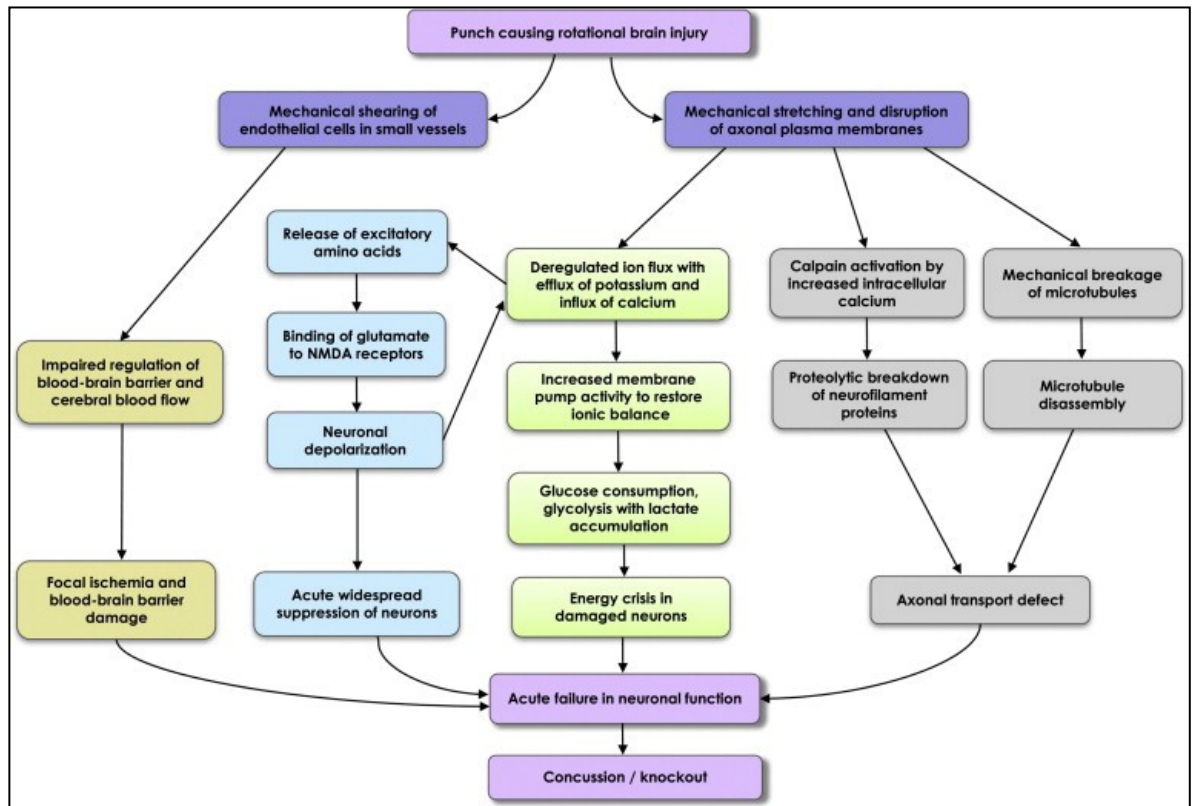 Punch causing rotational brain injury
Mechanical shearing of
endothelial cells in small vessels
Mechanical stretching and disruption
of axonal plasma membranes
Release of excitatory
amino acids
Deregulated ion flux with
efflux of potassium and
influx of calcium
Calpain activation by
increased intracellular
calcium
Mechanical breakage
of microtubules
Impaired regulation of
blood-brain barrier and
cerebral blood flow
Binding of glutamate
to NMDA receptors
Increased membrane
pump activity to restore
ionic balance
Proteolytic breakdown
of neurofilament
proteins
Microtubule
disassembly
Neuronal
depolarization
Glucose consumption,
glycolysis with lactate
accumulation
Focal ischemia and
blood-brain barrier
damage
Acute widespread
suppression of neurons
Energy crisis in
damaged neurons
Axonal transport defect
Acute failure in neuronal function
Concussion / knockout